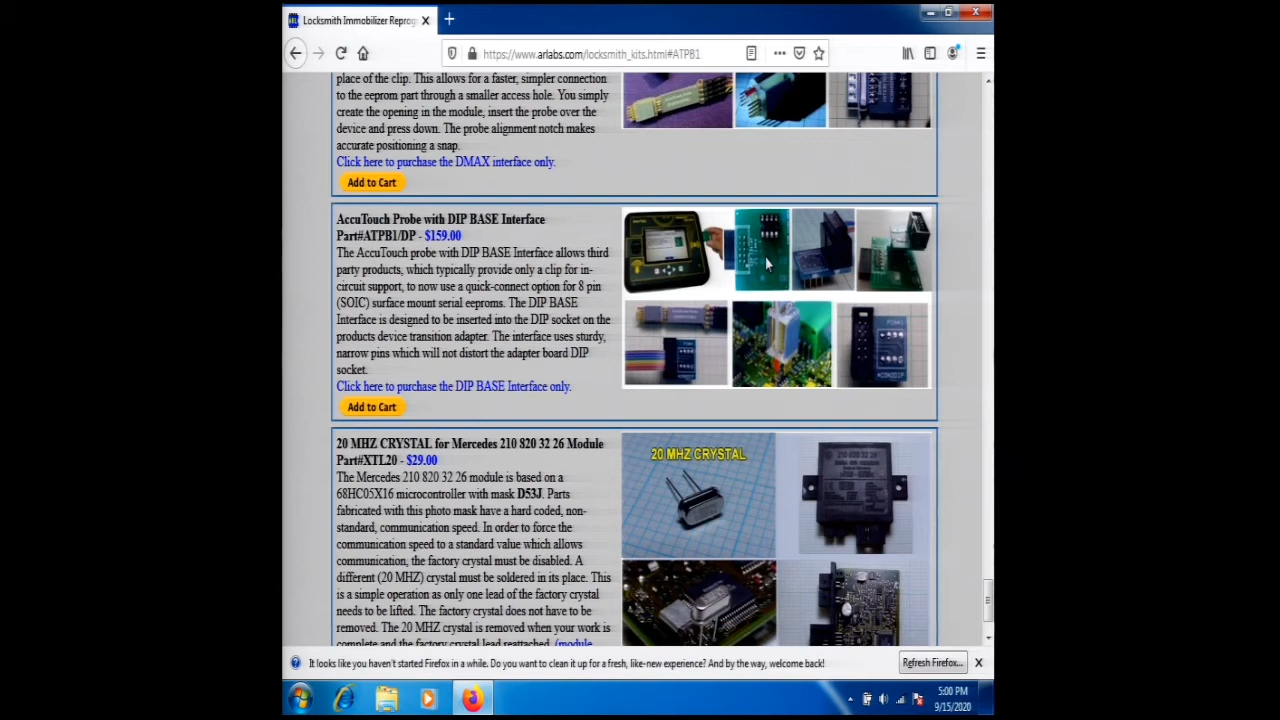 Locksmith Immobilizer Reprog
https://www.arlabs.com/locksmith_kits.html#ATPB1
place of the clip. This allows for a faster, simpler connection
to the eeprom part through a smaller access hole. You simply
create the opening in the module, insert the probe over the
device and press down. The probe alignment notch makes
accurate positioning a snap.
Click here to purchase the DMAX interface only.
Add to Cart
AccuTouch Probe with DIP BASE Interface
Part#ATPB1/DP - $159.00
The AccuTouch probe with DIP BASE Interface allows third
party products, which typically provide only a clip for in-
circuit support, to now use a quick-connect option for 8 pin
(SOIC) surface mount serial eeproms. The DIP BASE
Interface is designed to be inserted into the DIP socket on the
products device transition adapter. The interface uses sturdy,
narrow pins which will not distort the adapter board DIP
socket.
Click here to purchase the DIP BASE Interface only.
Add to Cart
20 MHZ CRYSTAL for Mercedes 210 820 32 26 Module
Part#XTL20 - $29.00
The Mercedes 210 820 32 26 module is based on a
68HC05X16 microcontroller with mask D53J. Parts
fabricated with this photo mask have a hard coded, non-
standard, communication speed. In order to force the
communication speed to a standard value which allows
communication, the factory crystal must be disabled. A
different (20 MHZ) crystal must be soldered in its place. This
is a simple operation as only one lead of the factory crystal
needs to be lifted. The factory crystal does not have to be
removed. The 20 MHZ crystal is removed when your work is
complete and the factory crystal lead reattached. (module
20 MHZ CRYSTAL
210 820 32 26
It looks like you haven't started Firefox in a while. Do you want to clean it up for a fresh, like-new experience? And by the way, welcome back!
Refresh Firefox...
5:00 PM
9/15/2020